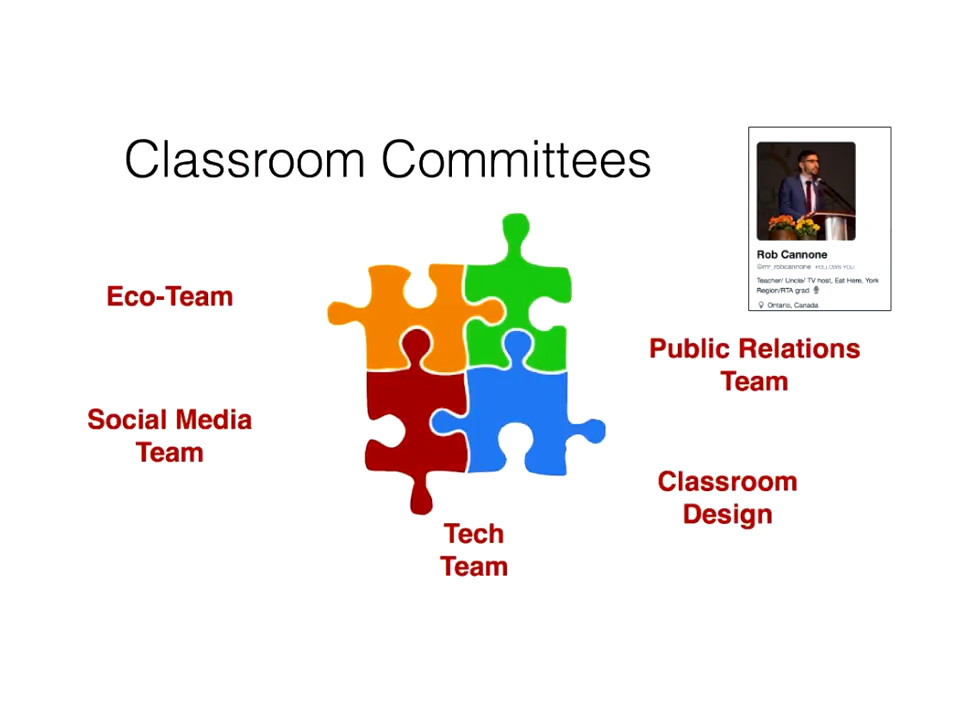 Classroom Committees
Rob Cannone
@mr_robcannone FOLLOWS YOU
Teacher/ Uncle/ TV host, Eat Here, York
Region/RTA grad
Ontario, Canada
Eco-Team
Public Relations
Team
Social Media
Team
Classroom
Design
Tech
Team